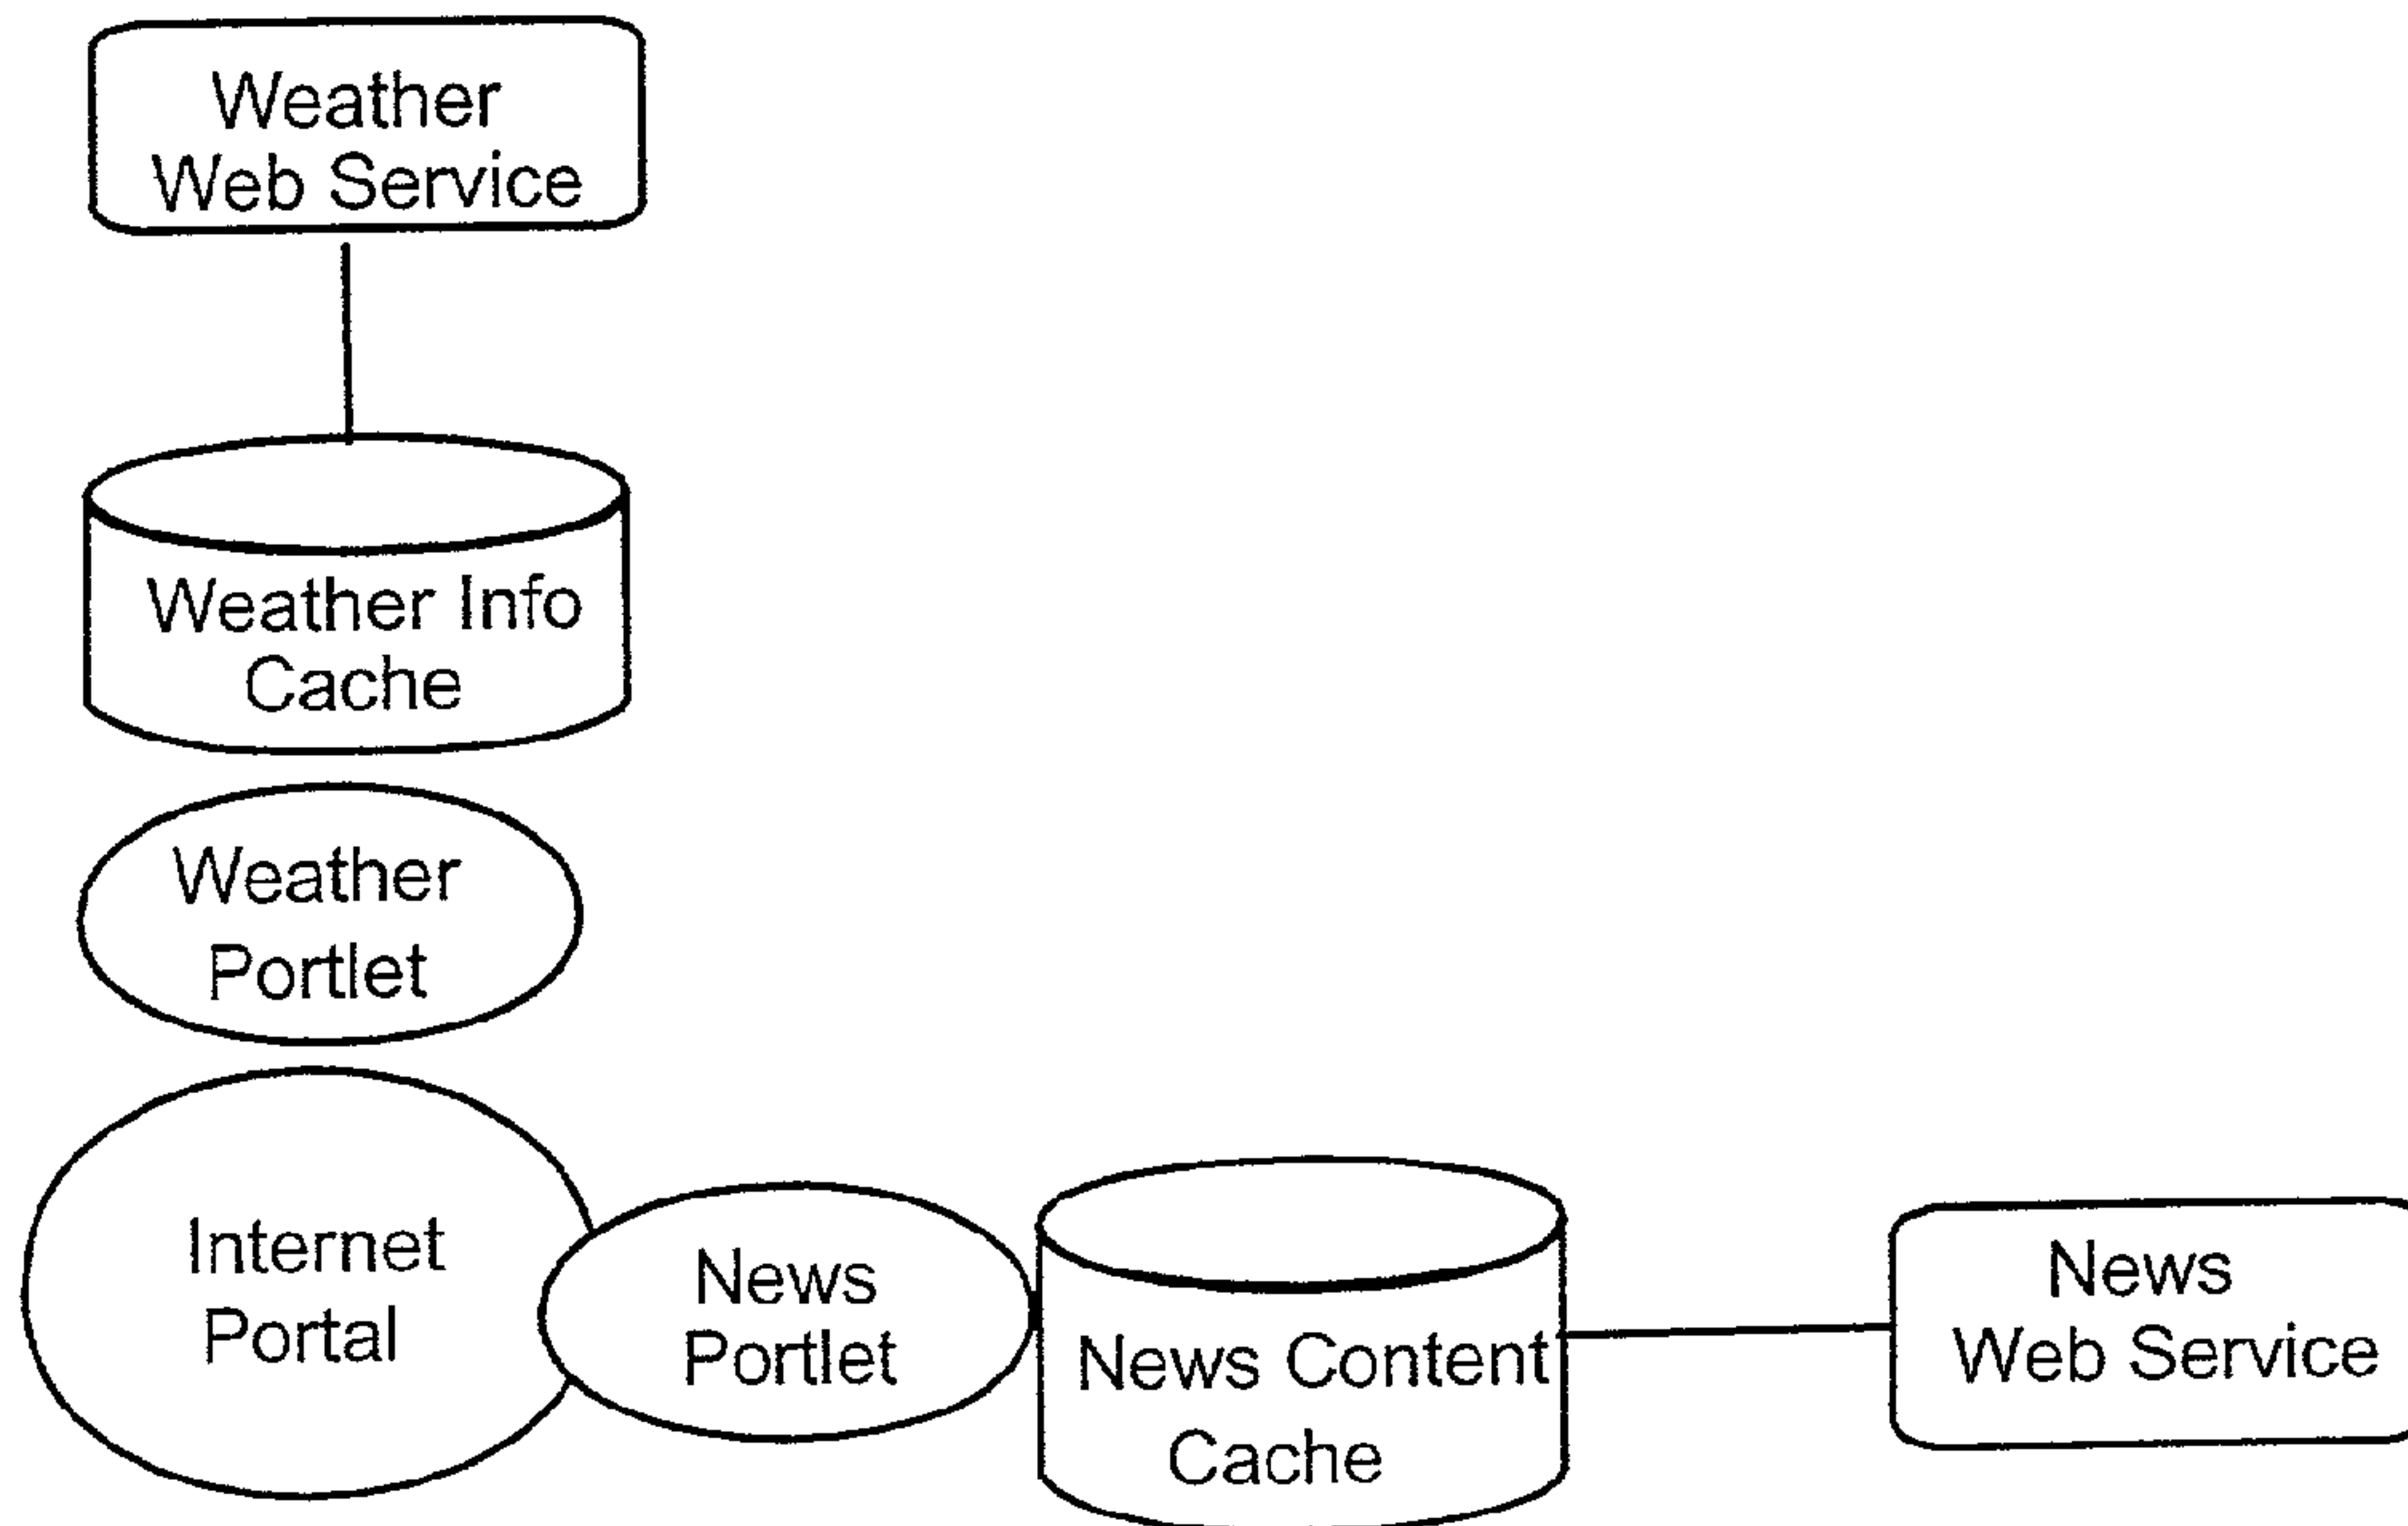 Weather
Web Service
Weather Info
Cache
Weather
Portlet
Internet
Portal
News
Portlet
News Content
Cache
News
Web Service